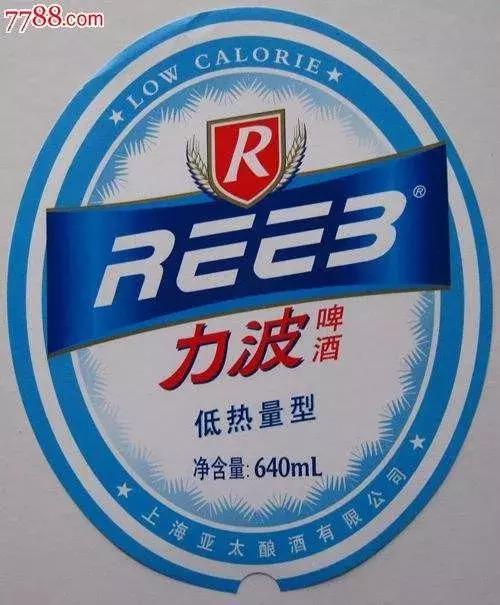 7788.com
★LOW CALORIE★
R
REEB®
力波
啤酒
低热量型
净含量:640mL
★上海亚太酿酒有限公司★